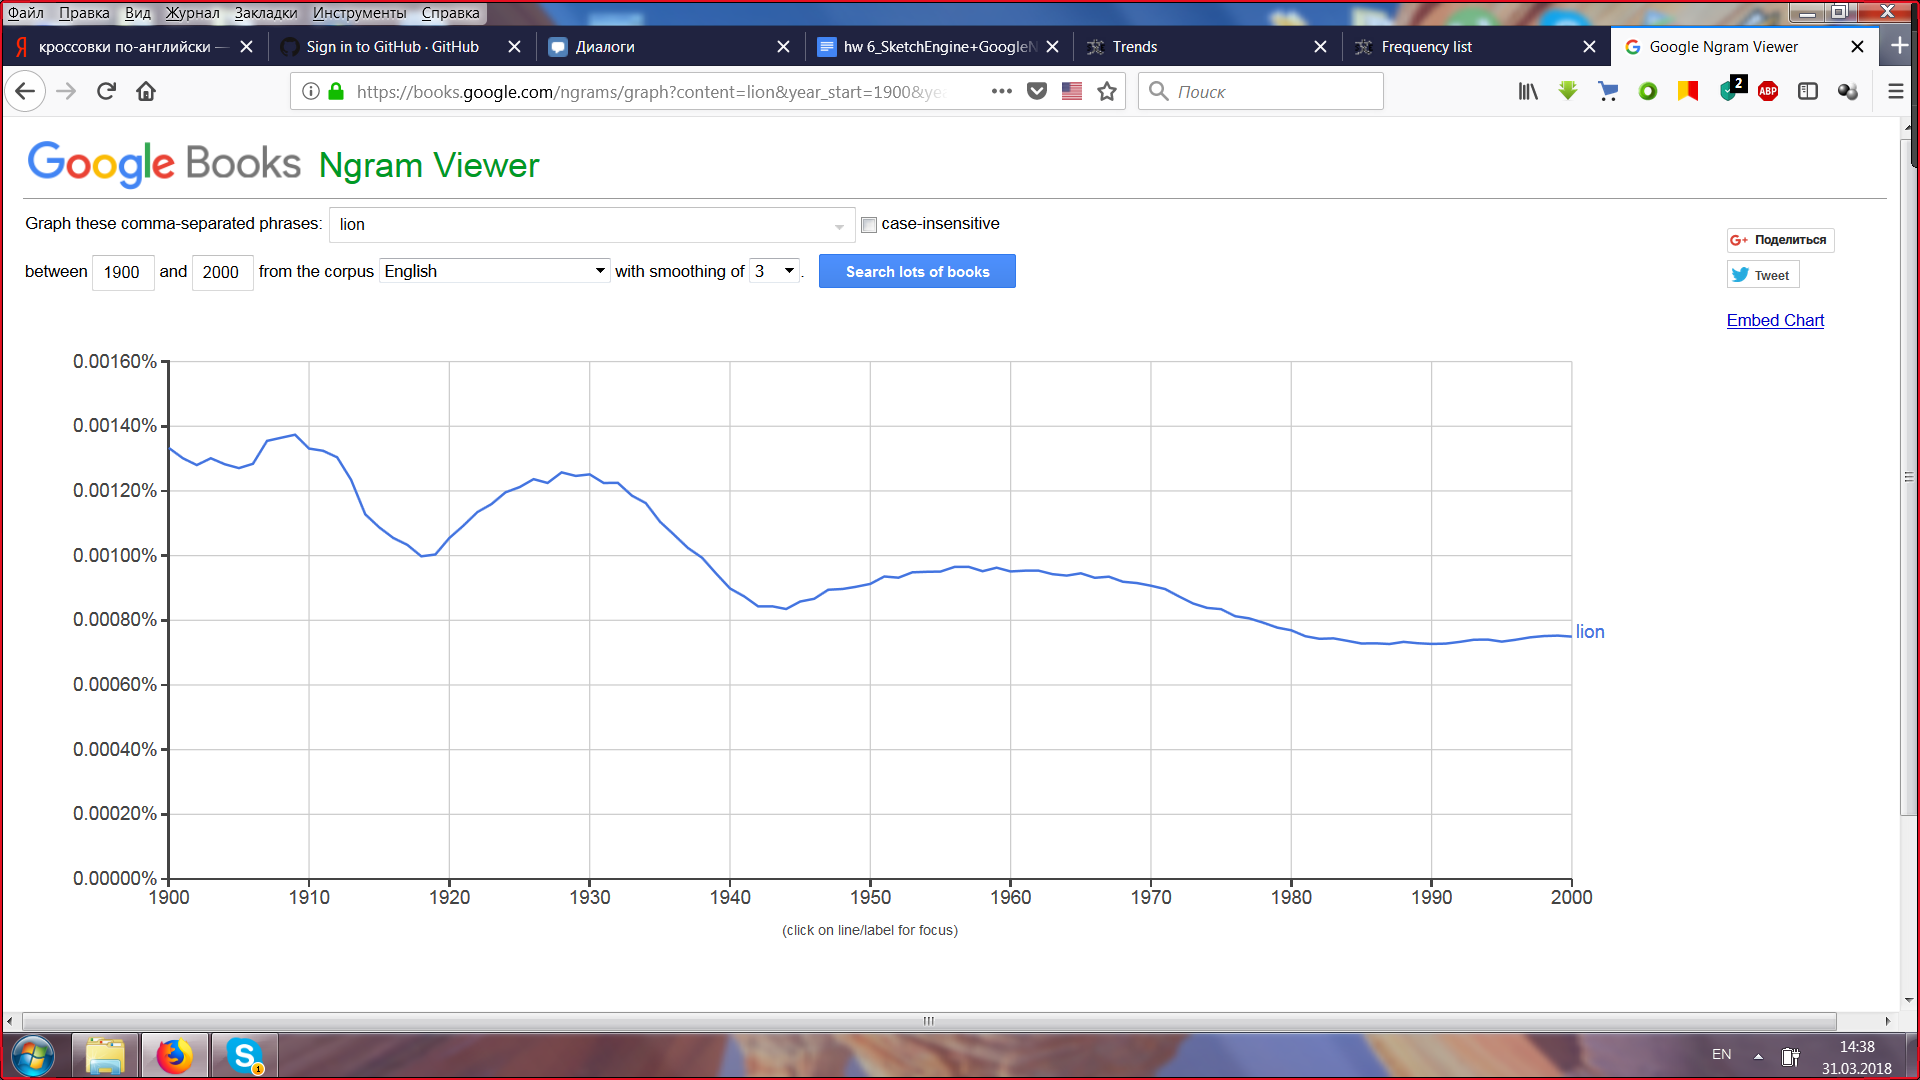 Файл Правка Вид Журнал Закладки Инструменты Справка
Я кроссовки по-английски —
Sign in to GitHub · GitHub
Диалоги
hw 6_SketchEngine+GoogleN
Trends
Frequency list
Google Ngram Viewer
https://books.google.com/ngrams/graph?content=lion&year_start=1900&ye
Поиск
2
ABP
Google Books Ngram Viewer
Graph these comma-separated phrases: lion case-insensitive
between 1900 and 2000 from the corpus English with smoothing of 3 . Search lots of books
G+ Поделиться
Tweet
Embed Chart
0.00160%
0.00140%
0.00120%
0.00100%
0.00080%
0.00060%
0.00040%
0.00020%
0.00000%
lion
1900 1910 1920 1930 1940 1950 1960 1970 1980 1990 2000
(click on line/label for focus)
S 1
EN
14:38
31.03.2018